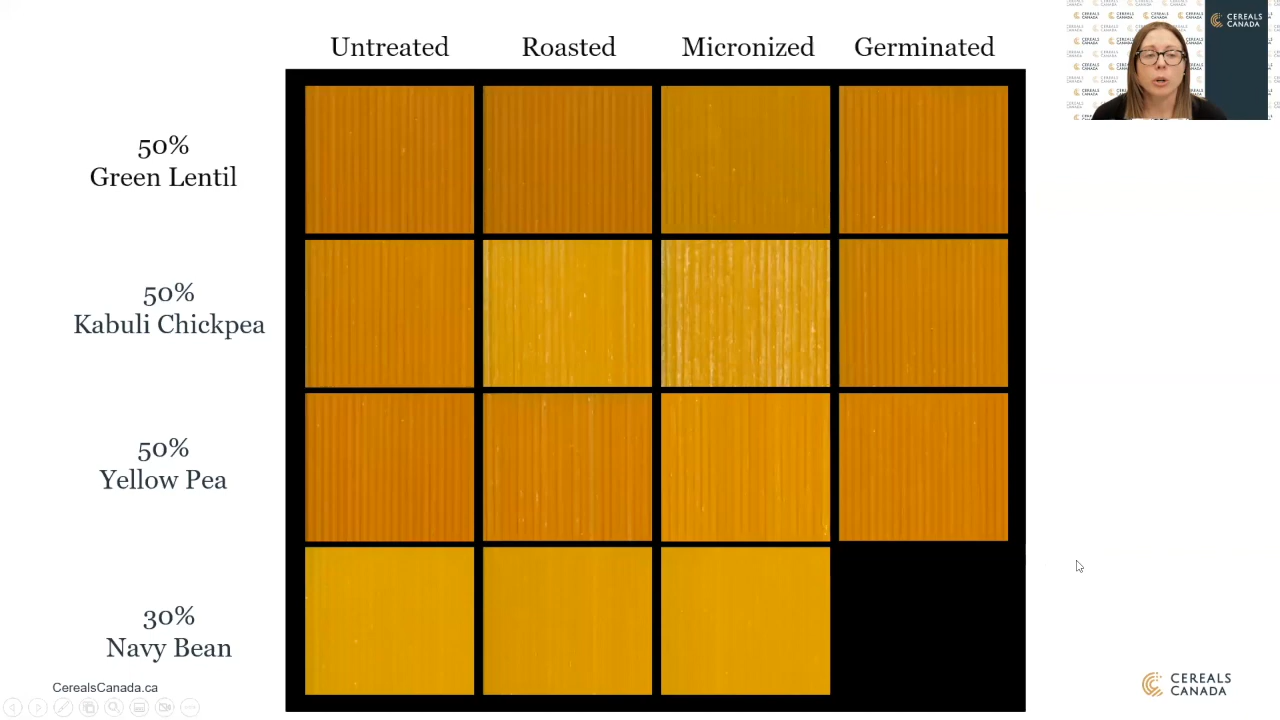 CEREALS
CANADA
Untreated
Roasted
Micronized
Germinated
50%
Green Lentil
50%
Kabuli Chickpea
50%
Yellow Pea
30%
Navy Bean
CerealsCanada.ca
CEREALS
CANADA